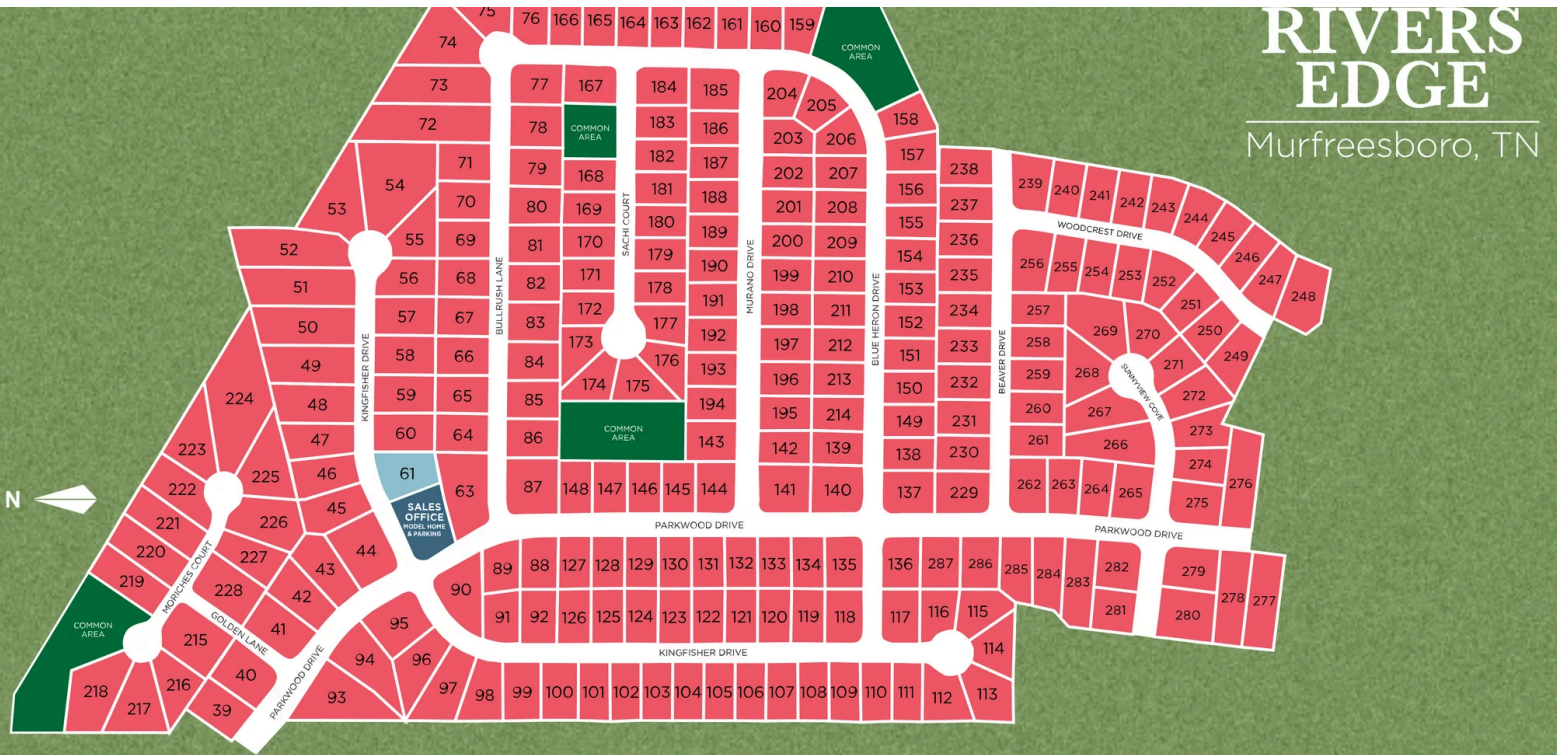 RIVERS
EDGE
Murfreesboro, TN
75 76 166 165 164 163 162 161 160 159
COMMON
AREA
74
73 77 167 184 185 204 205
72 78 COMMON
AREA
183 186 203 206 158
71 79 168 182 187 202 207 157 238 239 240 241 242 243 244 245 246 247 248
54 53 70 80 169 181 188 201 208 156 237
WOODCREST DRIVE
52 55 69 81 170 180 189 200 209 155 236
SACHI COURT
51 56 68 82 171 179 190 199 210 154 235 256 255 254 253 252 251 250 249
BULLRUSH LANE
MURANO DRIVE
BLUE HERON DRIVE
BEAVER DRIVE
KINGFISHER DRIVE
50 57 67 83 172 178 191 198 211 153 234 257
49 58 66 84 173 177 192 197 212 152 233 258 269 270 271
48 59 65 85 174 175 176 193 196 213 151 232 259 268 272
SUNNYVIEW COVE
224 47 60 64 86 COMMON
AREA
194 195 214 150 231 260 267 273
223 225 46 61 63 143 142 139 149 230 261 266 274 276
222 45 87 148 147 146 145 144 141 140 138 137 229 262 263 264 265 275
N
SALES
OFFICE
MODEL HOME
& PARKING
221 226 44
PARKWOOD DRIVE
PARKWOOD DRIVE
220 227 43 90 89 88 127 128 129 130 131 132 133 134 135 136 287 286 285 284 283 282 279
219 228 42 91 92 126 125 124 123 122 121 120 119 118 117 116 115 281 280 278 277
MORICHES COURT
GOLDEN LANE
COMMON
AREA
215 41 95 114
KINGFISHER DRIVE
218 217 216 40 39 94 93 96 97 98 99 100 101 102 103 104 105 106 107 108 109 110 111 112 113
PARKWOOD DRIVE